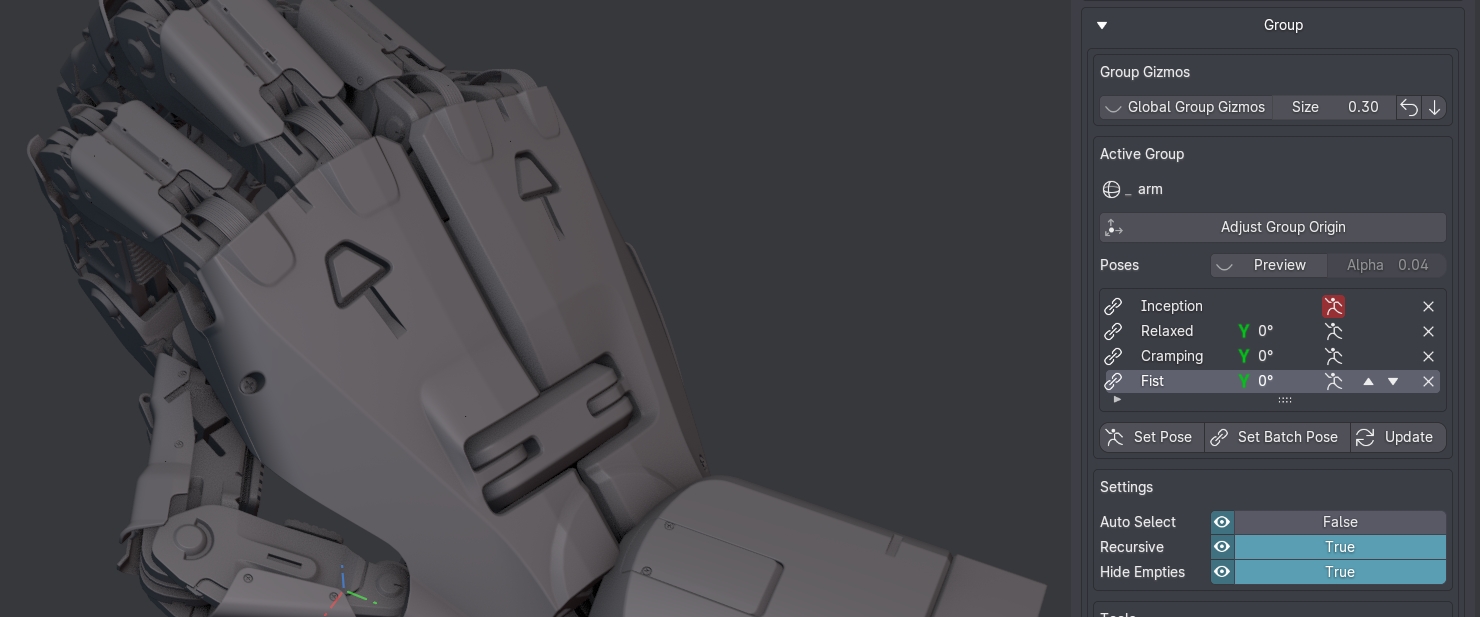 Group
Group Gizmos
Global Group Gizmos Size 0.30
Active Group
_ arm
Adjust Group Origin
Poses Preview Alpha 0.04
Inception
Relaxed Y 0°
Cramping Y 0°
Fist Y 0°
Set Pose Set Batch Pose Update
Settings
Auto Select False
Recursive True
Hide Empties True